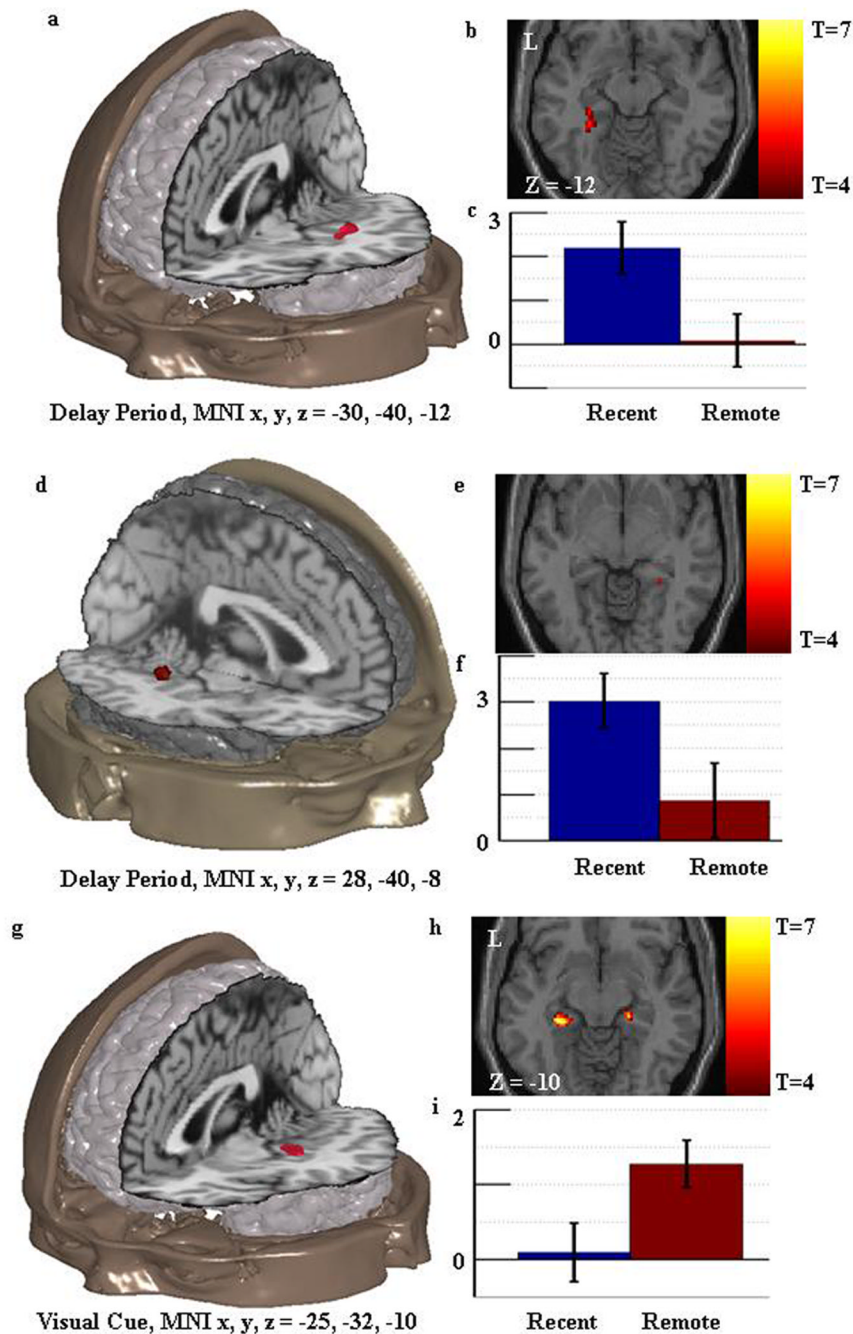 a
b
L
T=7
Z = -12
T=4
c
3
0
Recent Remote
Delay Period, MNI x, y, z = -30, -40, -12
d
e
T=7
T=4
f
3
0
Recent Remote
Delay Period, MNI x, y, z = 28, -40, -8
g
h
L
T=7
Z = -10
T=4
i
2
0
Recent Remote
Visual Cue, MNI x, y, z = -25, -32, -10